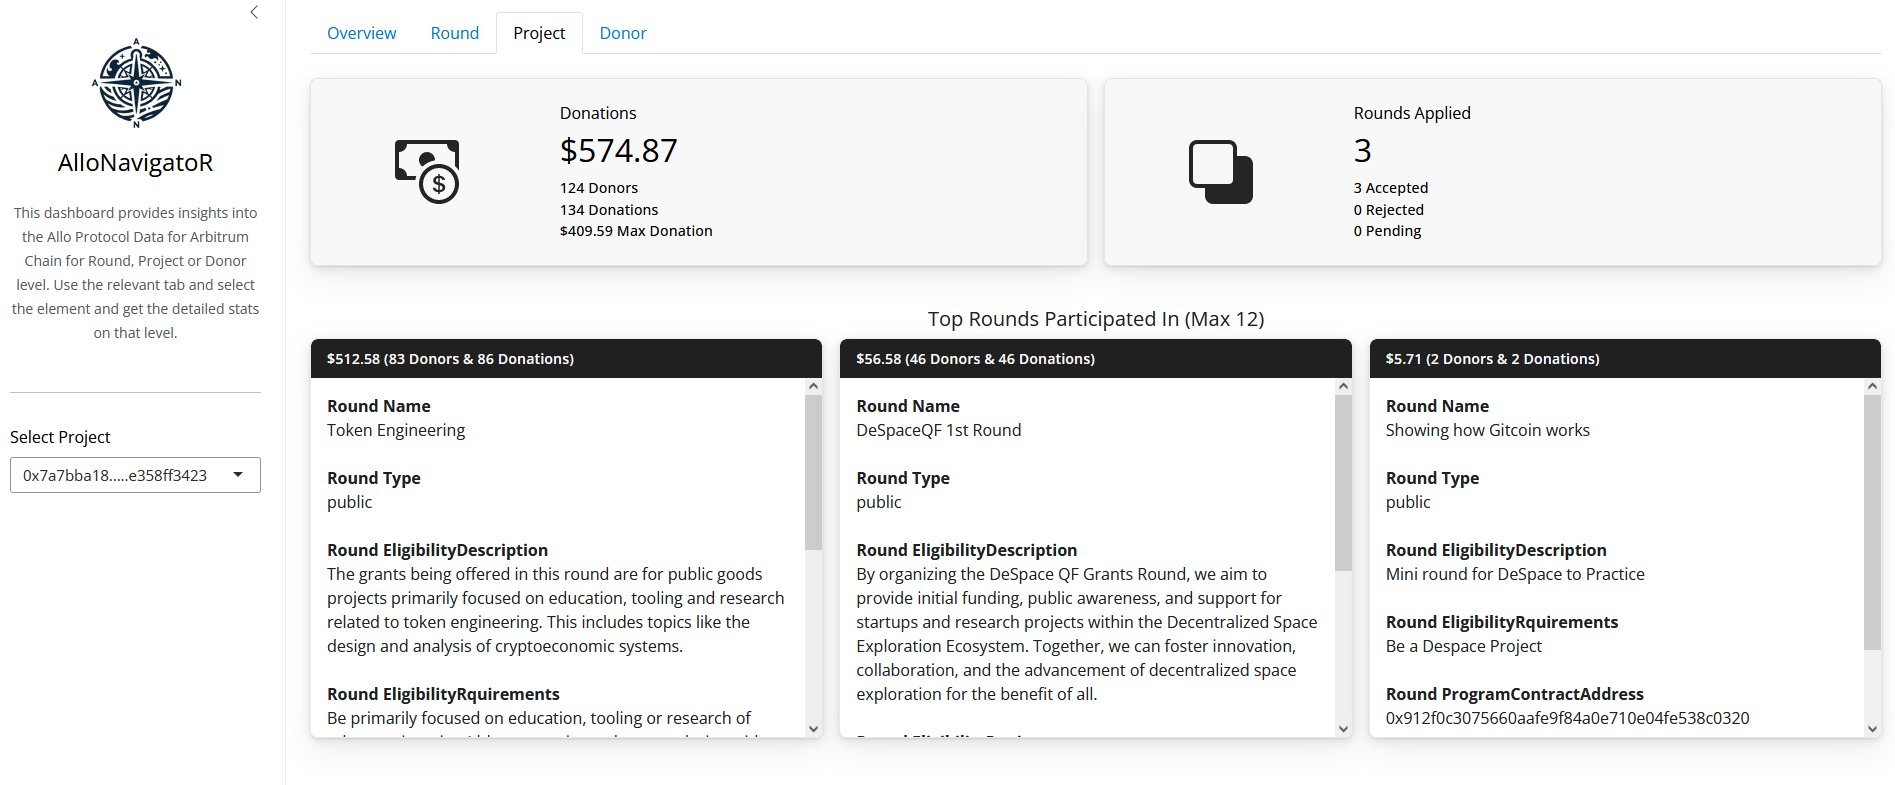 A
A
N
N
AlloNavigatoR
This dashboard provides insights into
the Allo Protocol Data for Arbitrum
Chain for Round, Project or Donor
level. Use the relevant tab and select
the element and get the detailed stats
on that level.
Select Project
0x7a7bba18.....e358ff3423
Overview Round Project Donor
Donations
$574.87
124 Donors
134 Donations
$409.59 Max Donation
$
Rounds Applied
3
3 Accepted
0 Rejected
0 Pending
Top Rounds Participated In (Max 12)
$512.58 (83 Donors & 86 Donations)
Round Name
Token Engineering
Round Type
public
Round EligibilityDescription
The grants being offered in this round are for public goods
projects primarily focused on education, tooling and research
related to token engineering. This includes topics like the
design and analysis of cryptoeconomic systems.
Round EligibilityRquirements
Be primarily focused on education, tooling or research of
$56.58 (46 Donors & 46 Donations)
Round Name
DeSpaceQF 1st Round
Round Type
public
Round EligibilityDescription
By organizing the DeSpace QF Grants Round, we aim to
provide initial funding, public awareness, and support for
startups and research projects within the Decentralized Space
Exploration Ecosystem. Together, we can foster innovation,
collaboration, and the advancement of decentralized space
exploration for the benefit of all.
$5.71 (2 Donors & 2 Donations)
Round Name
Showing how Gitcoin works
Round Type
public
Round EligibilityDescription
Mini round for DeSpace to Practice
Round EligibilityRquirements
Be a Despace Project
Round ProgramContractAddress
0x912f0c3075660aafe9f84a0e710e04fe538c0320